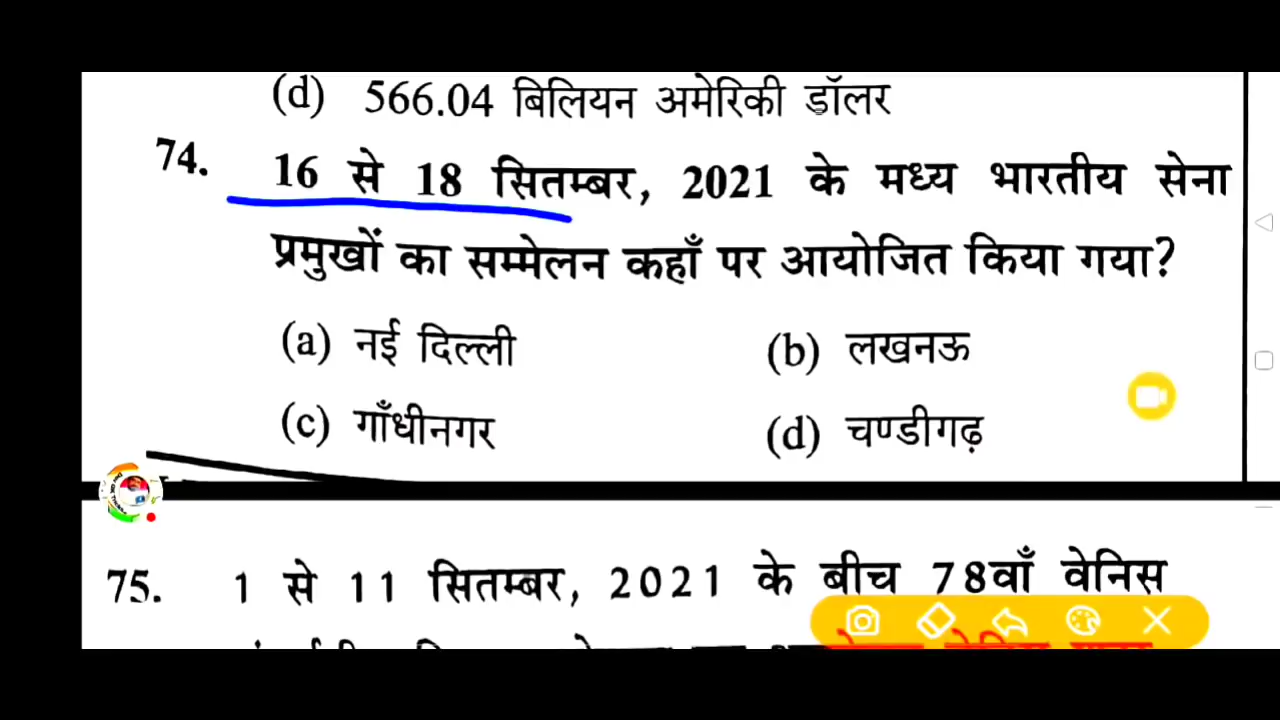 (d) 566.04 बिलियन अमेरिकी डॉलर
74. 16 से 18 सितम्बर, 2021 के मध्य भारतीय सेना
प्रमुखों का सम्मेलन कहाँ पर आयोजित किया गया?
(a) नई दिल्ली (b) लखनऊ
(c) गाँधीनगर (d) चण्डीगढ़
75. 1 से 11 सितम्बर, 2021 के बीच 78वाँ वेनिस